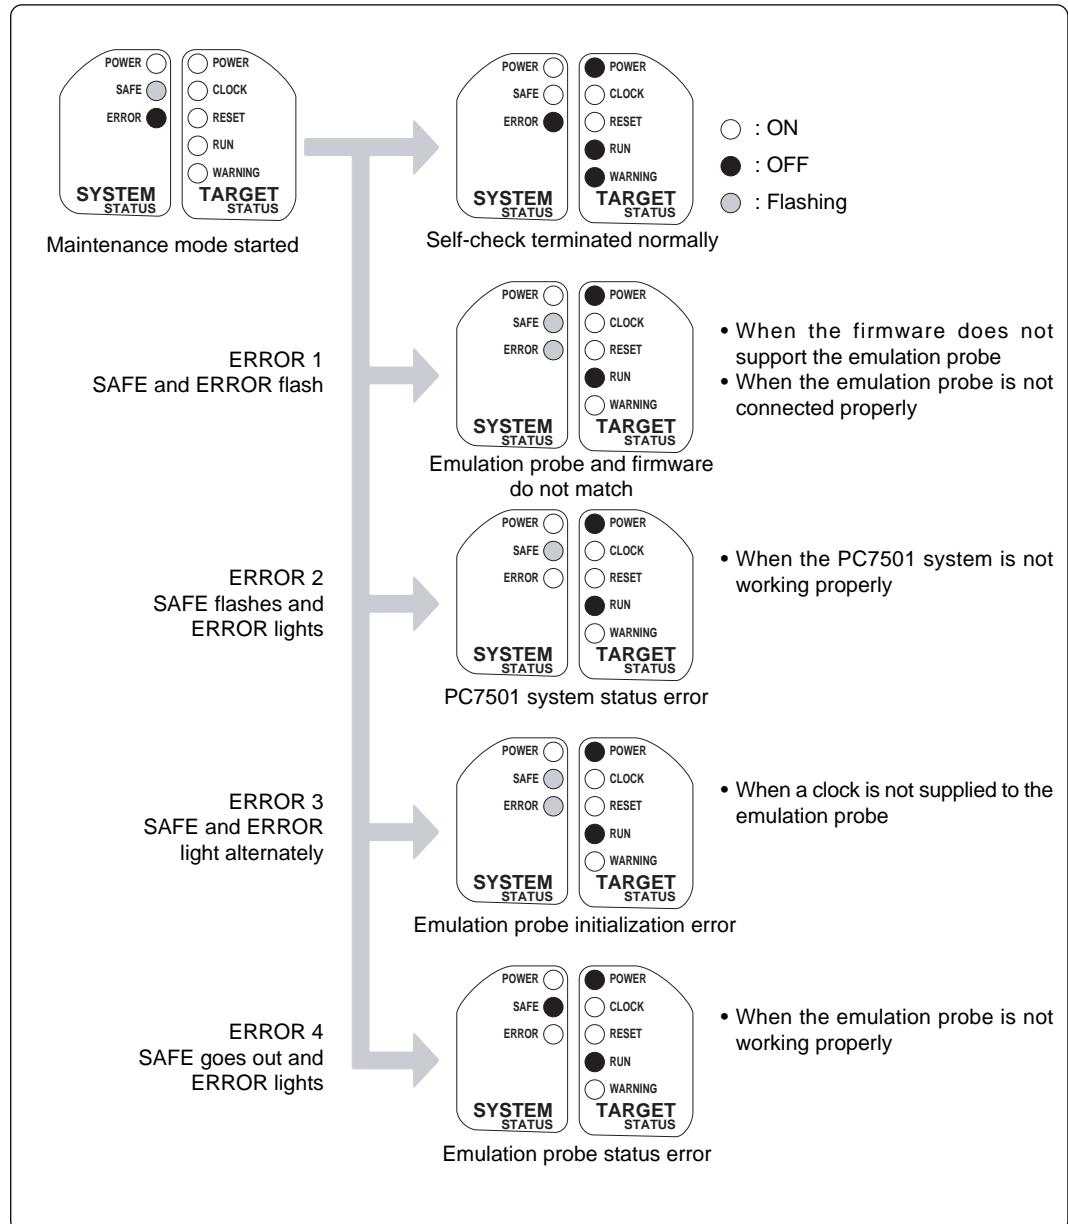 POWER
SAFE
ERROR
SYSTEM
STATUS
POWER
CLOCK
RESET
RUN
WARNING
TARGET
STATUS
Maintenance mode started
POWER
SAFE
ERROR
SYSTEM
STATUS
POWER
CLOCK
RESET
RUN
WARNING
TARGET
STATUS
Self-check terminated normally
: ON
: OFF
: Flashing
ERROR 1
SAFE and ERROR flash
POWER
SAFE
ERROR
SYSTEM
STATUS
POWER
CLOCK
RESET
RUN
WARNING
TARGET
STATUS
Emulation probe and firmware
do not match
• When the firmware does not
support the emulation probe
• When the emulation probe is not
connected properly
ERROR 2
SAFE flashes and
ERROR lights
POWER
SAFE
ERROR
SYSTEM
STATUS
POWER
CLOCK
RESET
RUN
WARNING
TARGET
STATUS
PC7501 system status error
• When the PC7501 system is not
working properly
ERROR 3
SAFE and ERROR
light alternately
POWER
SAFE
ERROR
SYSTEM
STATUS
POWER
CLOCK
RESET
RUN
WARNING
TARGET
STATUS
Emulation probe initialization error
• When a clock is not supplied to the
emulation probe
ERROR 4
SAFE goes out and
ERROR lights
POWER
SAFE
ERROR
SYSTEM
STATUS
POWER
CLOCK
RESET
RUN
WARNING
TARGET
STATUS
Emulation probe status error
• When the emulation probe is not
working properly